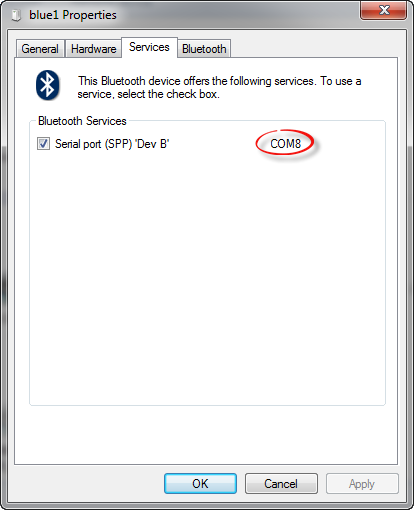 blue1 Properties
General Hardware Services Bluetooth
This Bluetooth device offers the following services. To use a
service, select the check box.
Bluetooth Services
Serial port (SPP) 'Dev B' COM8
OK Cancel Apply